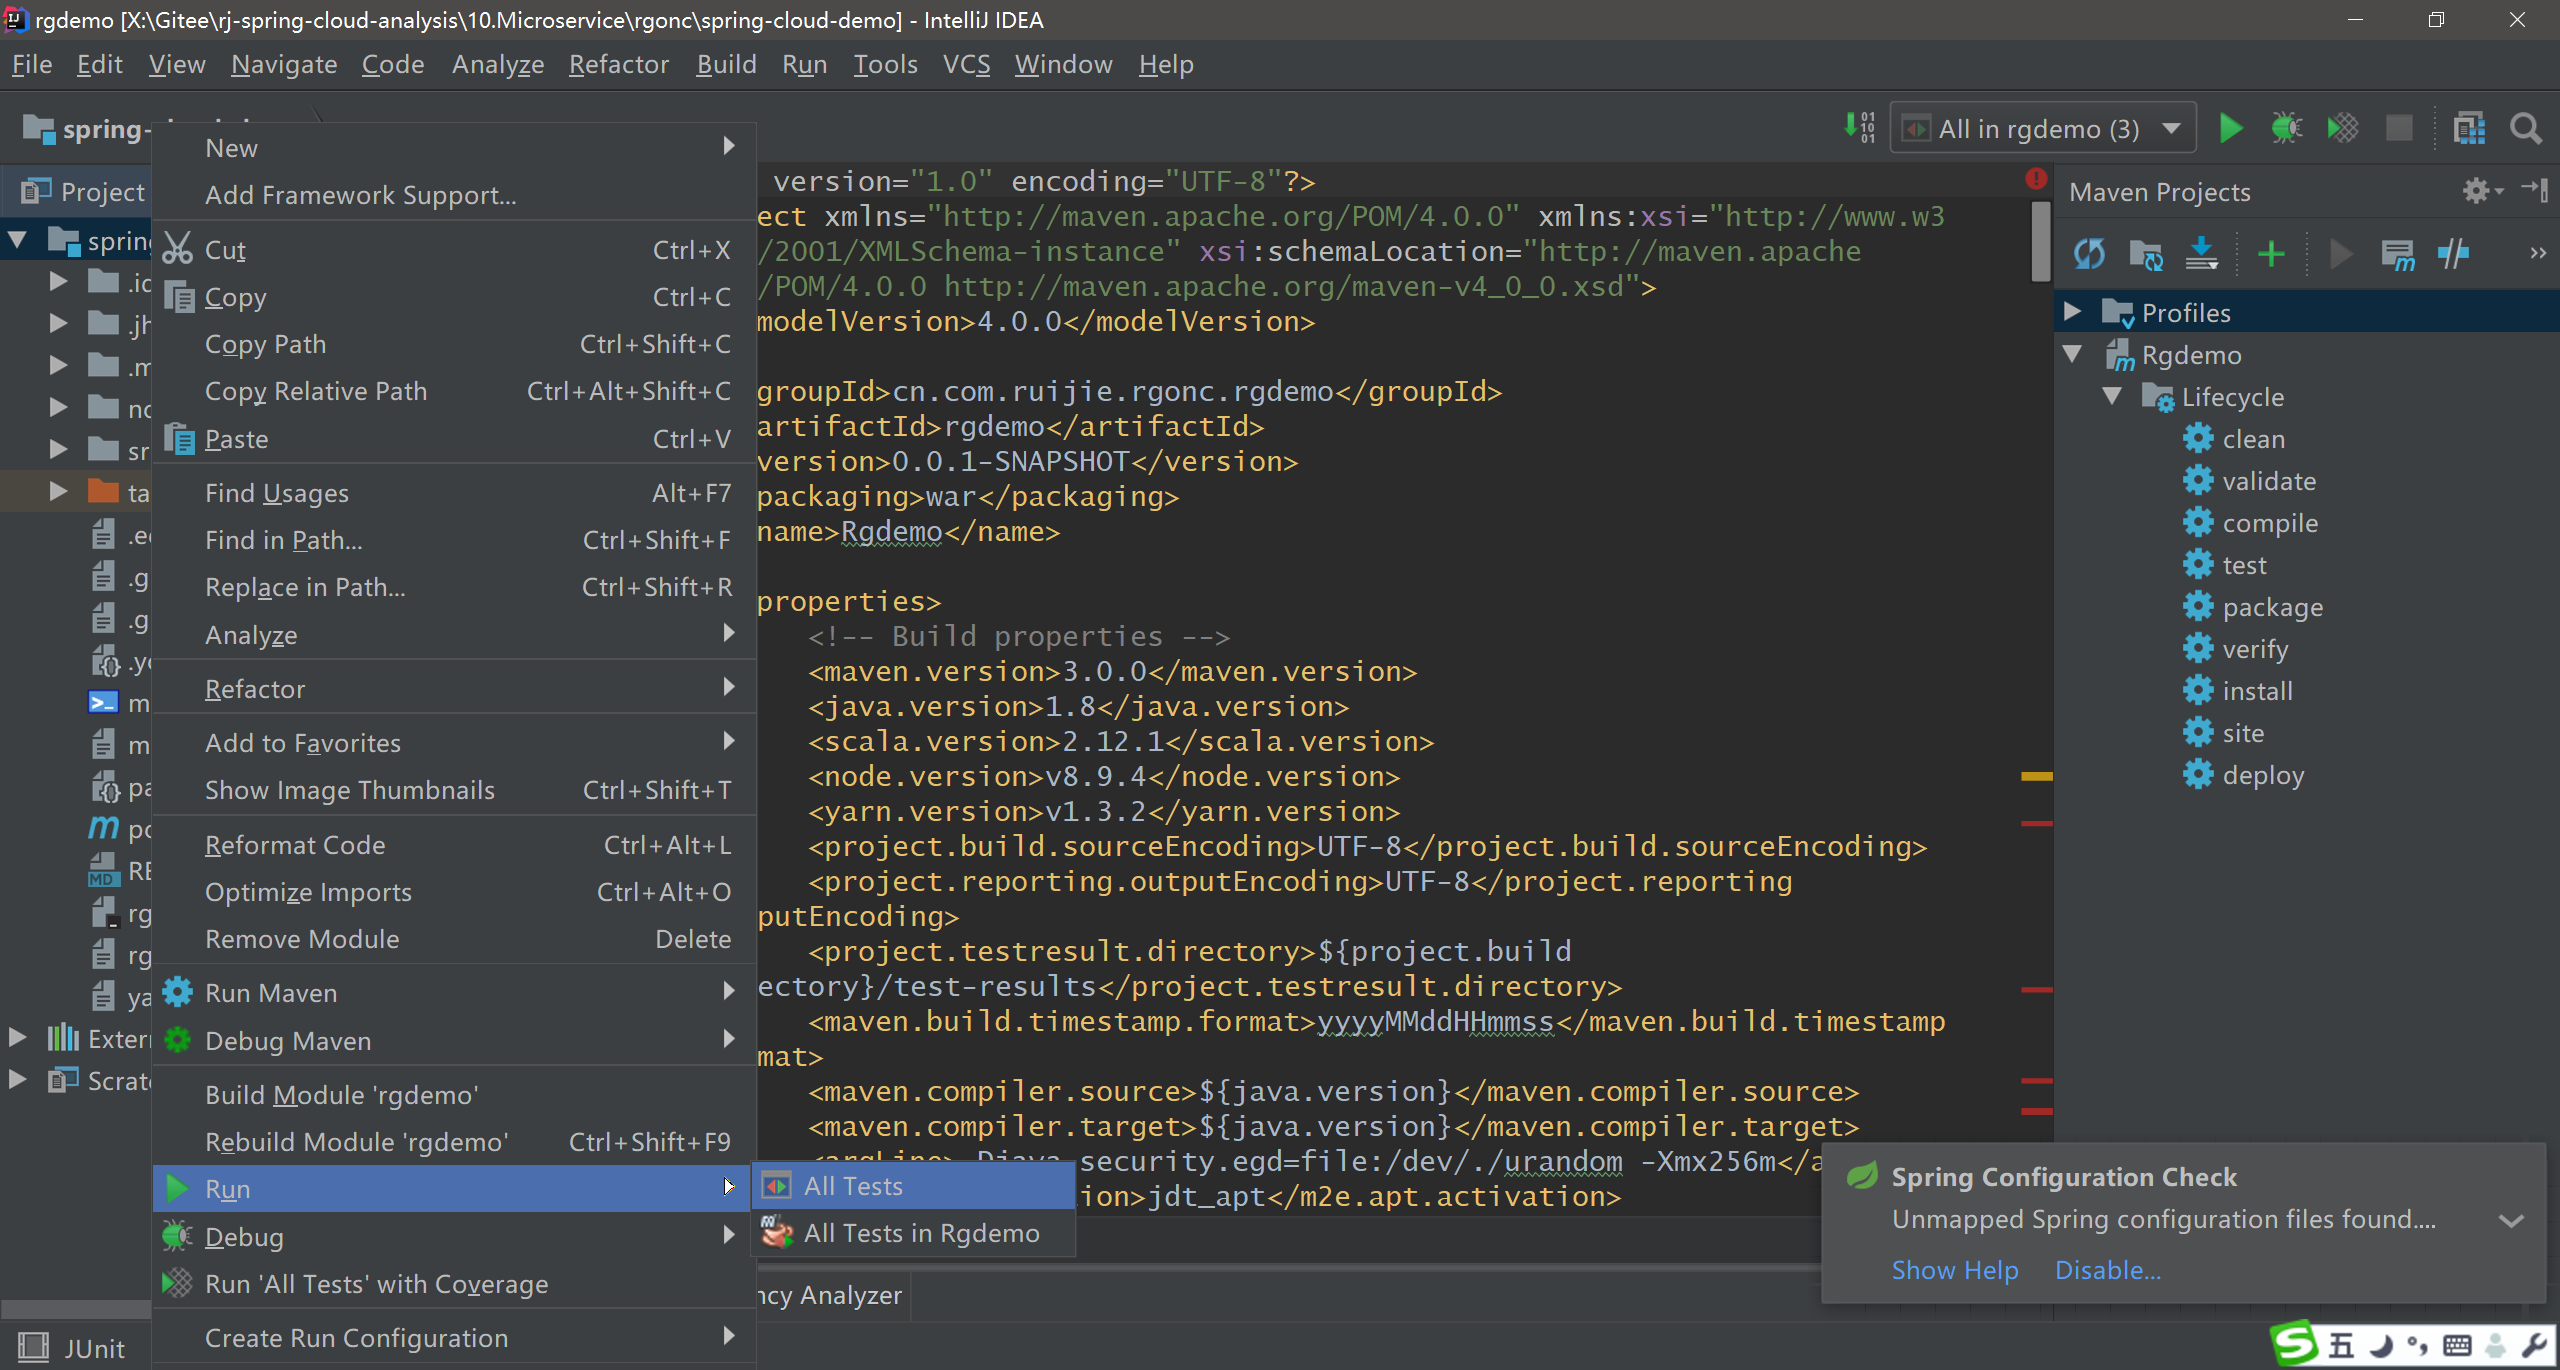 rgdemo [X:\Gitee\rj-spring-cloud-analysis\10.Microservice\rgonc\spring-cloud-demo] - IntelliJ IDEA
File Edit View Navigate Code Analyze Refactor Build Run Tools VCS Window Help
spring-
All in rgdemo (3)
Project
New
Add Framework Support...
Cut Ctrl+X
Copy Ctrl+C
Copy Path Ctrl+Shift+C
Copy Relative Path Ctrl+Alt+Shift+C
Paste Ctrl+V
Find Usages Alt+F7
Find in Path... Ctrl+Shift+F
Replace in Path... Ctrl+Shift+R
Analyze
Refactor
Add to Favorites
Show Image Thumbnails Ctrl+Shift+T
Reformat Code Ctrl+Alt+L
Optimize Imports Ctrl+Alt+O
Remove Module Delete
Run Maven
Debug Maven
Build Module 'rgdemo'
Rebuild Module 'rgdemo' Ctrl+Shift+F9
Run
Debug
Run 'All Tests' with Coverage
Create Run Configuration
All Tests
All Tests in Rgdemo
JUnit
version="1.0" encoding="UTF-8"?>
ect xmlns="http://maven.apache.org/POM/4.0.0" xmlns:xsi="http://www.w3
/2001/XMLSchema-instance" xsi:schemaLocation="http://maven.apache
/POM/4.0.0 http://maven.apache.org/maven-v4_0_0.xsd">
modelVersion>4.0.0</modelVersion>
groupId>cn.com.ruijie.rgonc.rgdemo</groupId>
artifactId>rgdemo</artifactId>
version>0.0.1-SNAPSHOT</version>
packaging>war</packaging>
name>Rgdemo</name>
properties>
<!-- Build properties -->
<maven.version>3.0.0</maven.version>
<java.version>1.8</java.version>
<scala.version>2.12.1</scala.version>
<node.version>v8.9.4</node.version>
<yarn.version>v1.3.2</yarn.version>
<project.build.sourceEncoding>UTF-8</project.build.sourceEncoding>
<project.reporting.outputEncoding>UTF-8</project.reporting
putEncoding>
<project.testresult.directory>${project.build
ectory}/test-results</project.testresult.directory>
<maven.build.timestamp.format>yyyyMMddHHmmss</maven.build.timestamp
mat>
<maven.compiler.source>${java.version}</maven.compiler.source>
<maven.compiler.target>${java.version}</maven.compiler.target>
security.egd=file:/dev/./urandom -Xmx256m</a
ion>jdt_apt</m2e.apt.activation>
ncy Analyzer
Maven Projects
Profiles
Rgdemo
Lifecycle
clean
validate
compile
test
package
verify
install
site
deploy
Spring Configuration Check
Unmapped Spring configuration files found....
Show Help Disable...
五